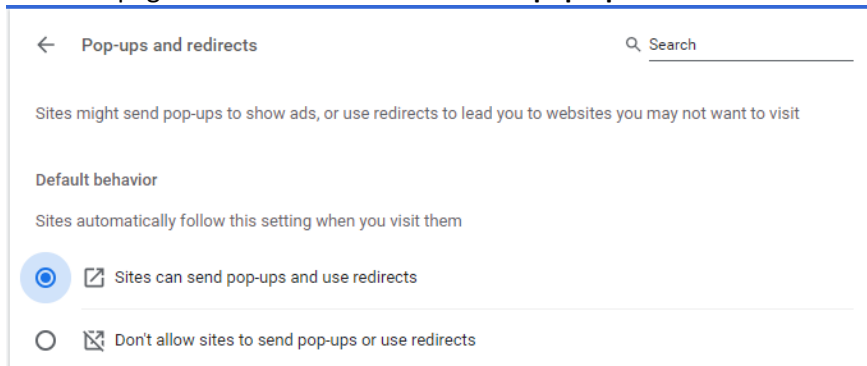 Pop-ups and redirects
Search
Sites might send pop-ups to show ads, or use redirects to lead you to websites you may not want to visit
Default behavior
Sites automatically follow this setting when you visit them
Sites can send pop-ups and use redirects
Don't allow sites to send pop-ups or use redirects